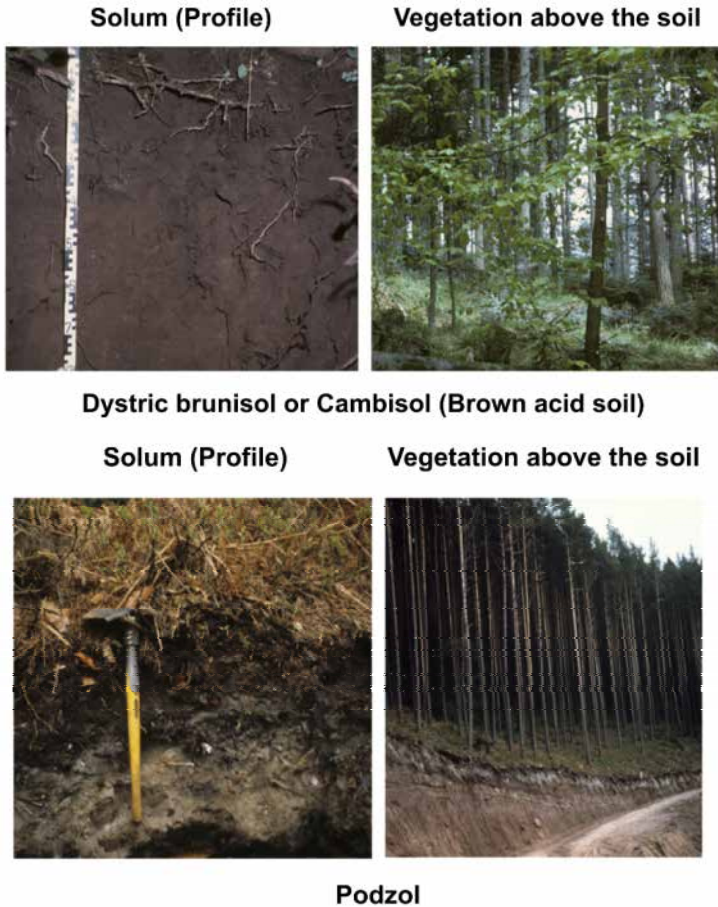 Solum (Profile)
Vegetation above the soil
Dystric brunisol or Cambisol (Brown acid soil)
Solum (Profile)
Vegetation above the soil
Podzol